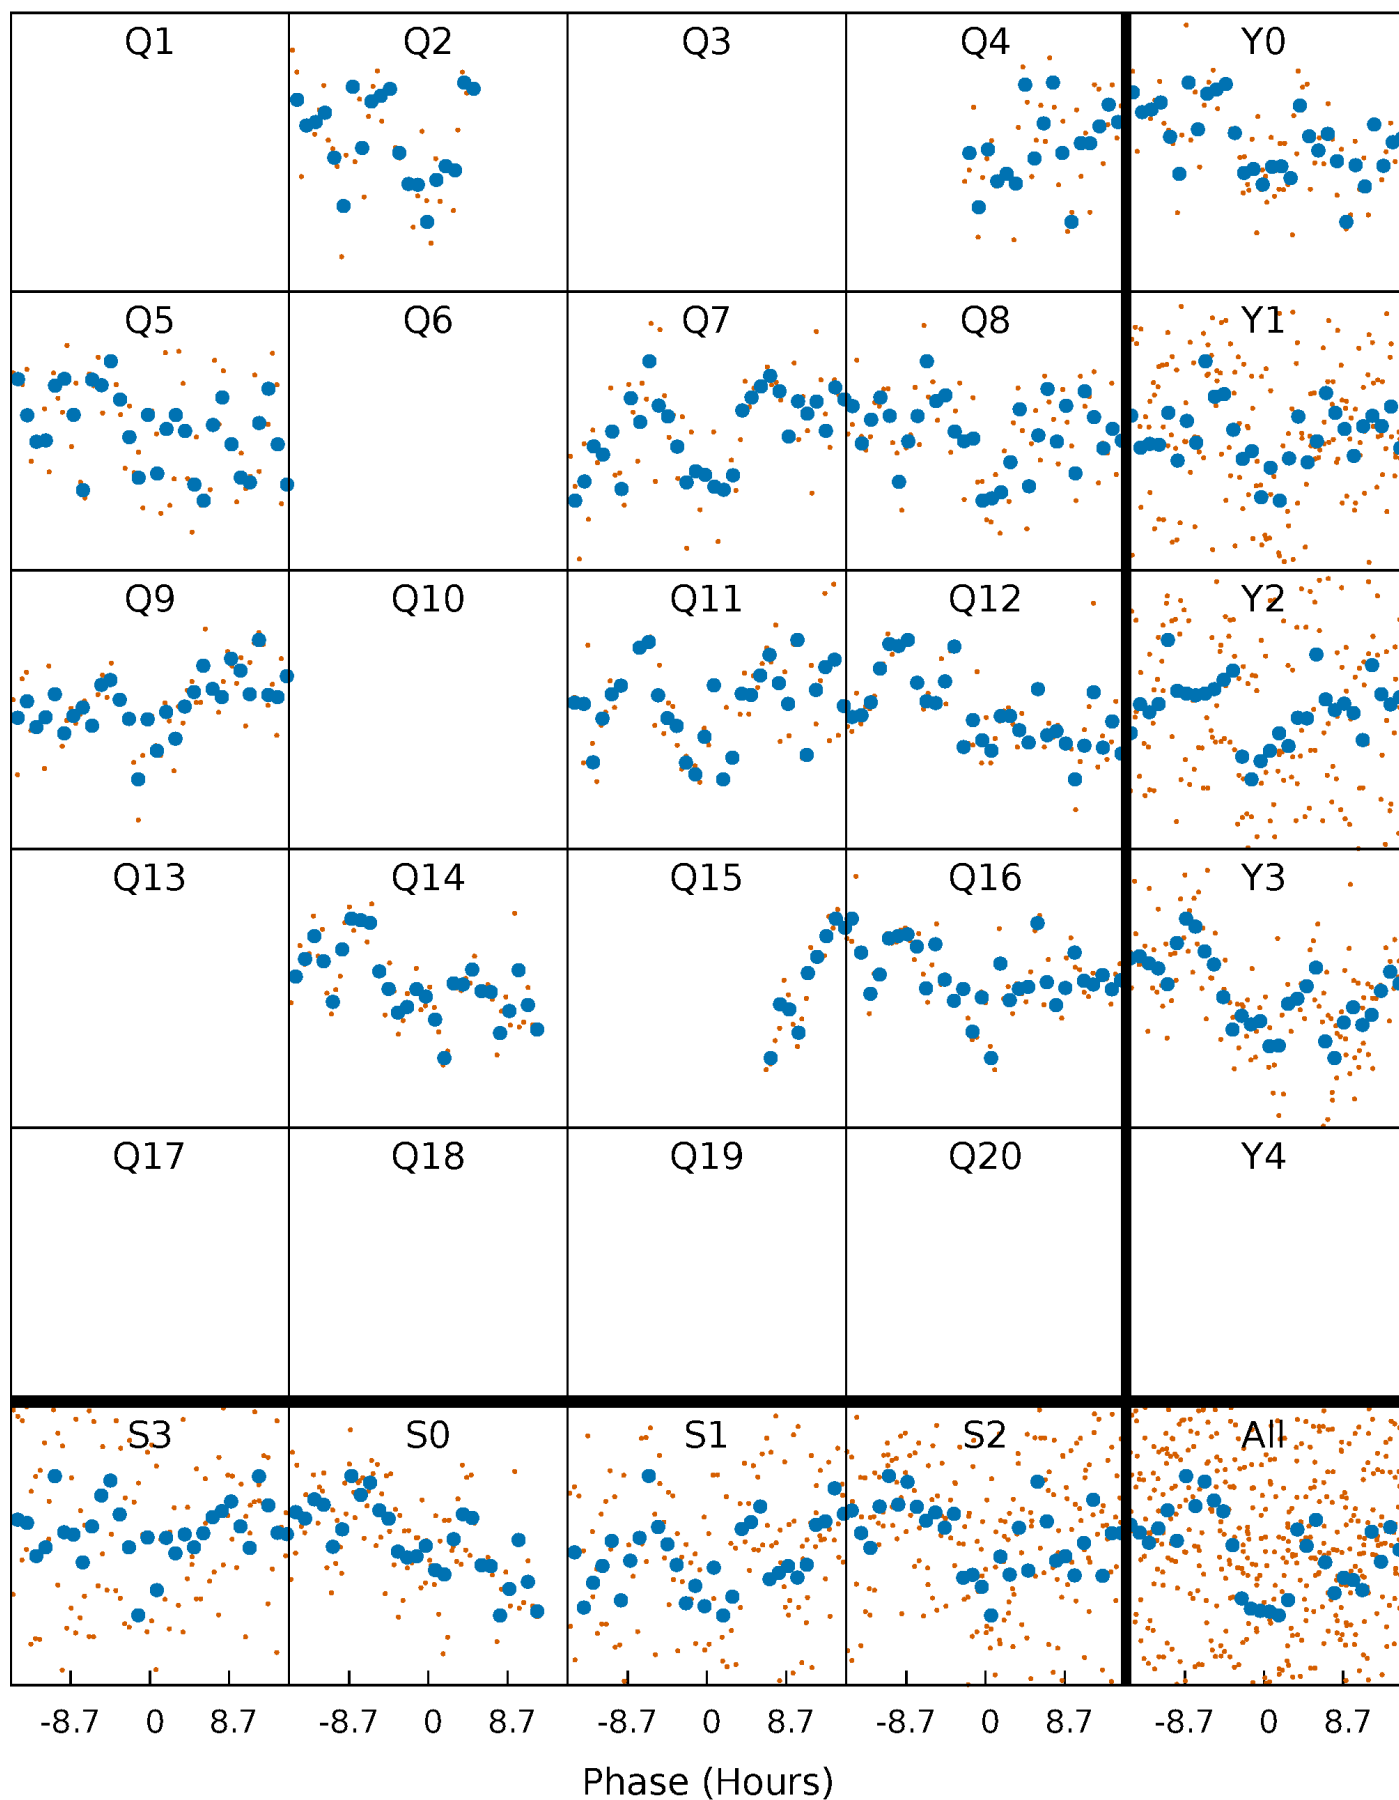 Q1 Q2 Q3 Q4 Y0
Q5 Q6 Q7 Q8 Y1
Q9 Q10 Q11 Q12 Y2
Q13 Q14 Q15 Q16 Y3
Q17 Q18 Q19 Q20 Y4
S3 S0 S1 S2 All
-8.7 0 8.7 -8.7 0 8.7 -8.7 0 8.7 -8.7 0 8.7 -8.7 0 8.7
Phase (Hours)